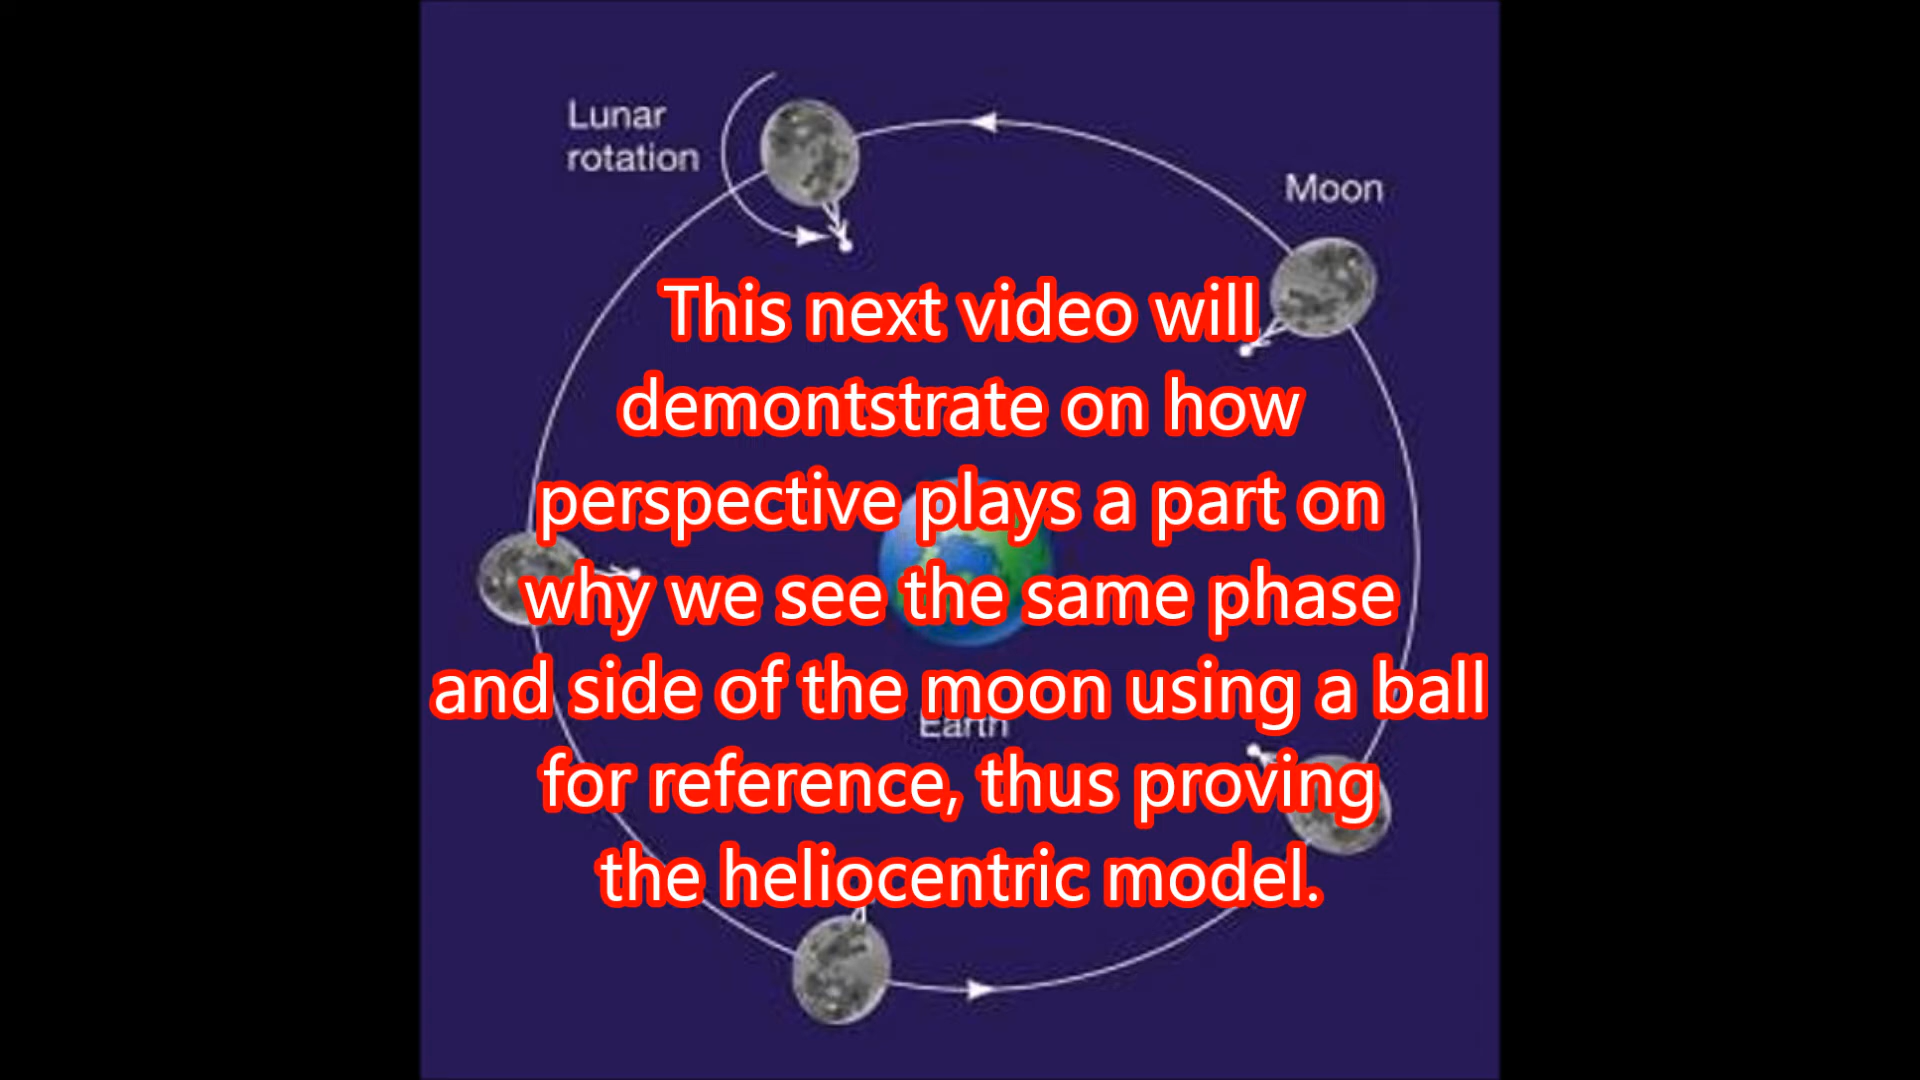 Lunar
rotation
Moon
This next video will
demontstrate on how
perspective plays a part on
why we see the same phase
and side of the moon using a ball
Earth
for reference, thus proving
the heliocentric model.